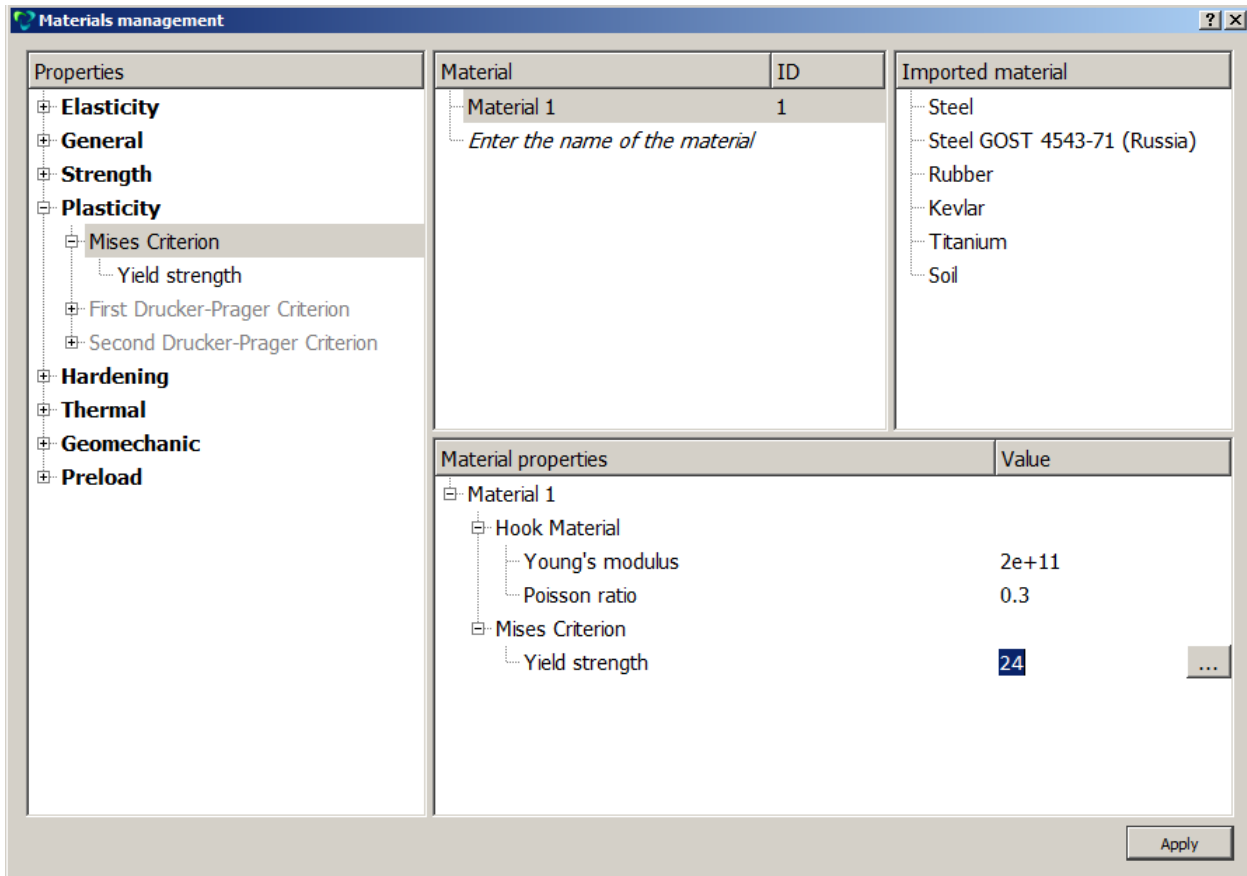 Materials management
Properties
Elasticity
General
Strength
Plasticity
Mises Criterion
Yield strength
First Drucker-Prager Criterion
Second Drucker-Prager Criterion
Hardening
Thermal
Geomechanic
Preload
Material ID
Material 1 1
Enter the name of the material
Imported material
Steel
Steel GOST 4543-71 (Russia)
Rubber
Kevlar
Titanium
Soil
Material properties Value
Material 1
Hook Material
Young's modulus 2e+11
Poisson ratio 0.3
Mises Criterion
Yield strength 24 ...
Apply